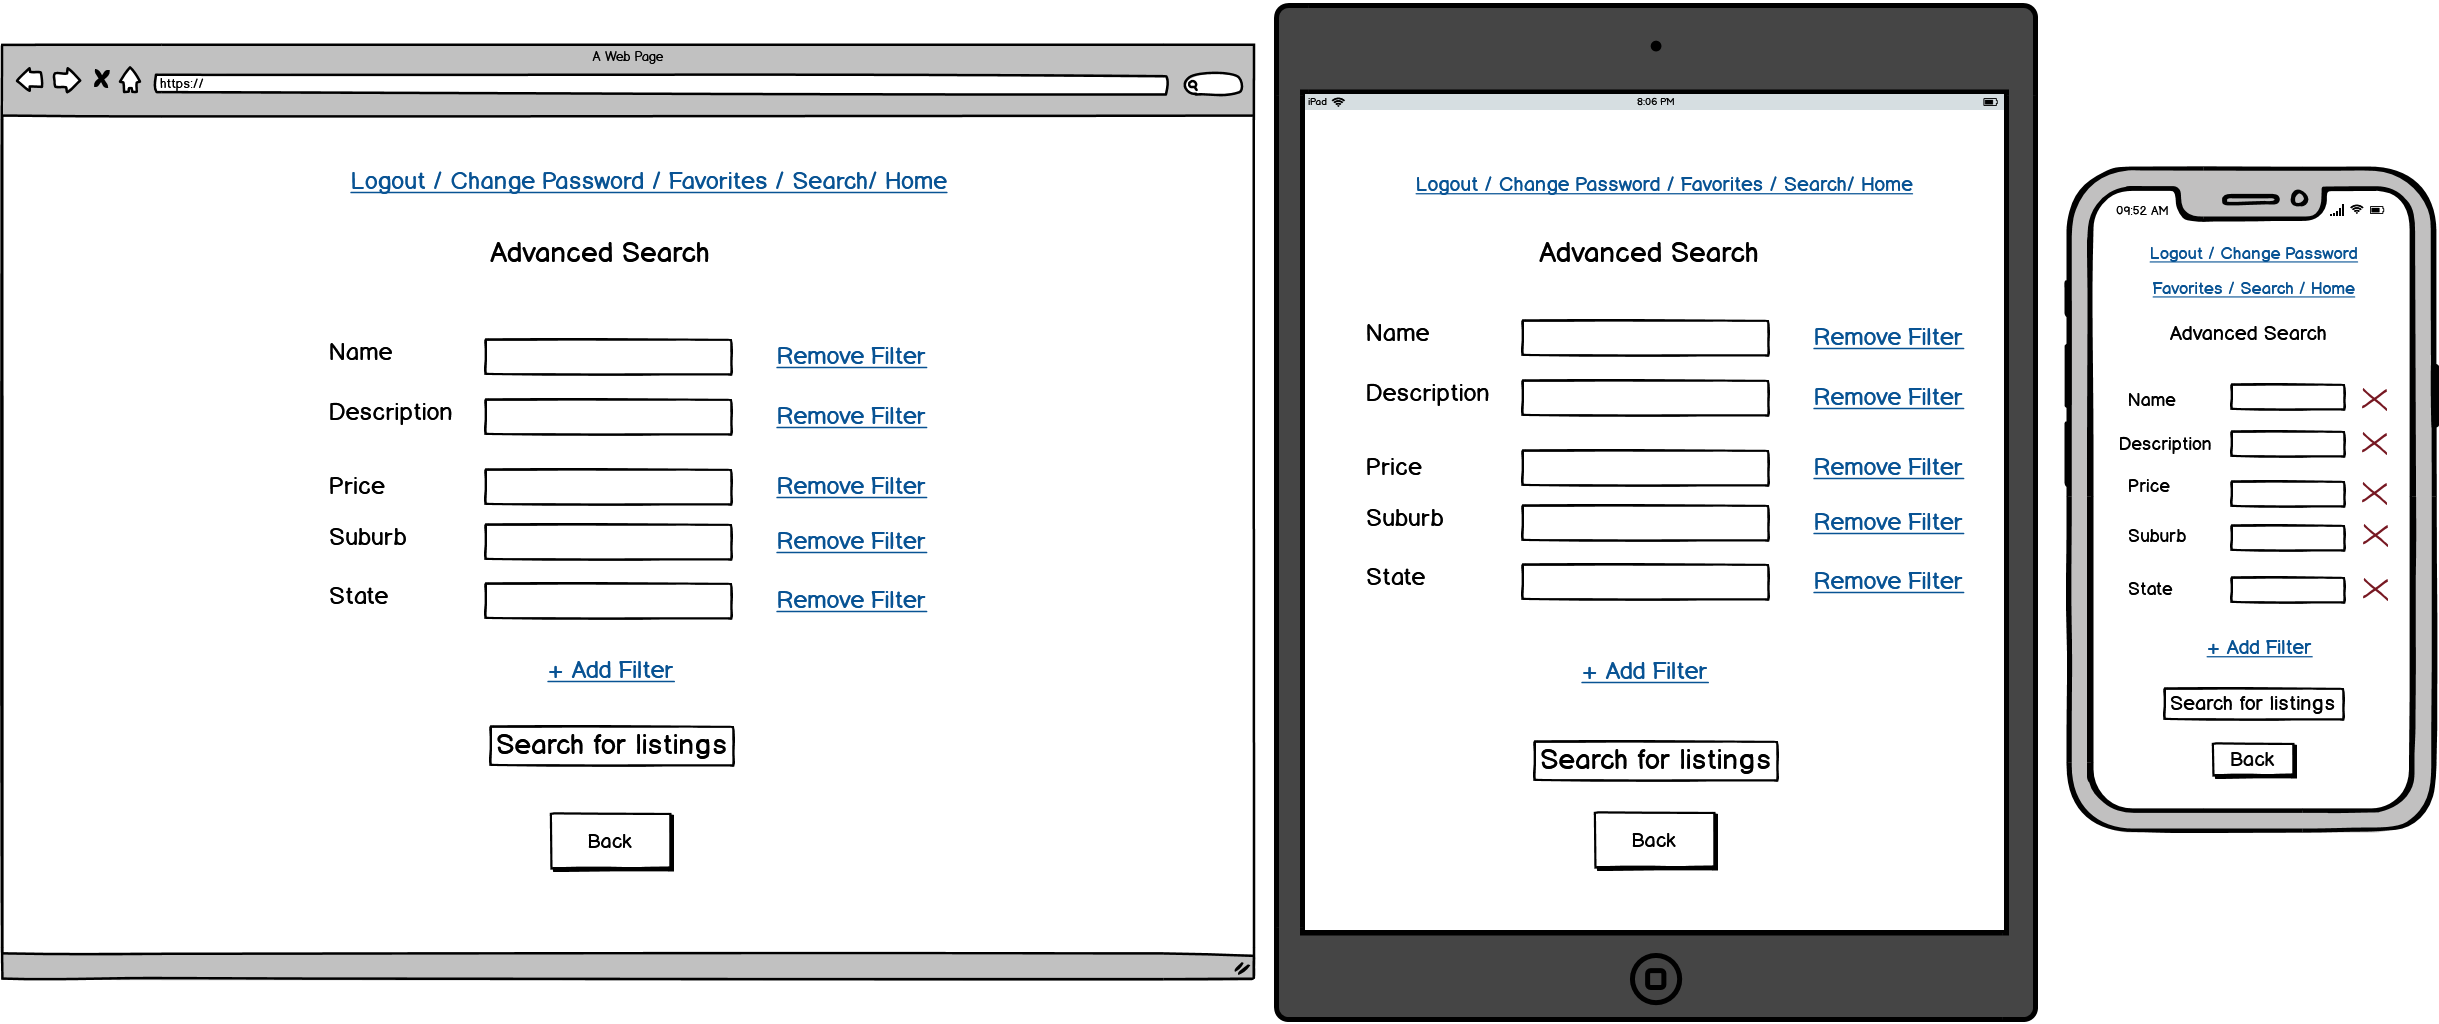 A Web Page
https://
Logout / Change Password / Favorites / Search/ Home
Advanced Search
Name Remove Filter
Description Remove Filter
Price Remove Filter
Suburb Remove Filter
State Remove Filter
+ Add Filter
Search for listings
Back
iPad 8:06 PM
Logout / Change Password / Favorites / Search/ Home
Advanced Search
Name Remove Filter
Description Remove Filter
Price Remove Filter
Suburb Remove Filter
State Remove Filter
+ Add Filter
Search for listings
Back
09:52 AM
Logout / Change Password
Favorites / Search / Home
Advanced Search
Name
Description
Price
Suburb
State
+ Add Filter
Search for listings
Back